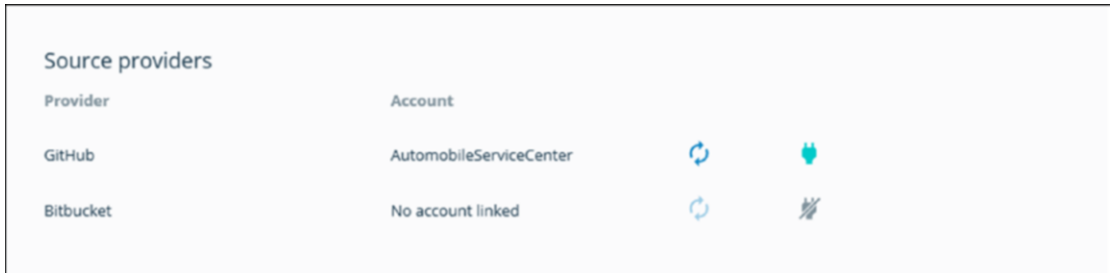 Source providers
Provider Account
GitHub AutomobileServiceCenter
Bitbucket No account linked